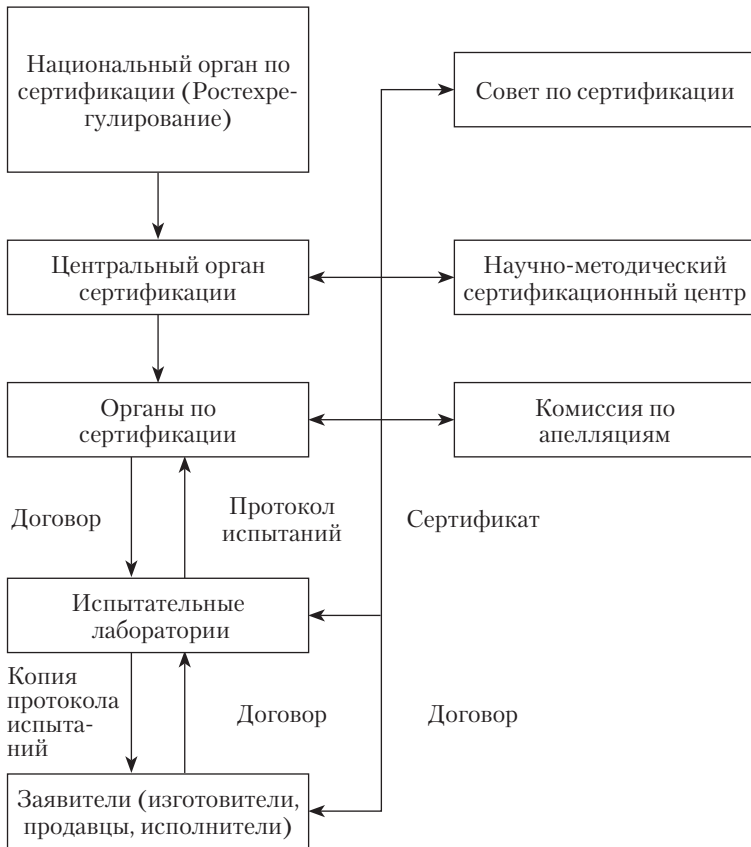 Национальный орган по
сертификации (Ростехре-
гулирование)
Совет по сертификации
Центральный орган
сертификации
Научно-методический
сертификационный центр
Органы по
сертификации
Комиссия по
апелляциям
Договор
Протокол
испытаний
Сертификат
Испытательные
лаборатории
Копия
протокола
испыта-
ний
Договор
Договор
Заявители (изготовители,
продавцы, исполнители)